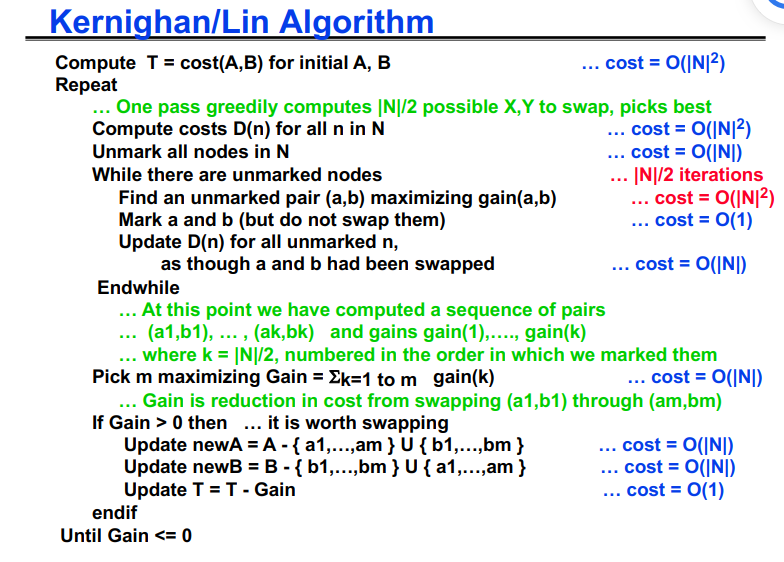 Kernighan/Lin Algorithm
Compute T = cost(A,B) for initial A, B … cost = O(|N|²)
Repeat
… One pass greedily computes |N|/2 possible X,Y to swap, picks best
Compute costs D(n) for all n in N … cost = O(|N|²)
Unmark all nodes in N … cost = O(|N|)
While there are unmarked nodes … |N|/2 iterations
Find an unmarked pair (a,b) maximizing gain(a,b) … cost = O(|N|²)
Mark a and b (but do not swap them) … cost = O(1)
Update D(n) for all unmarked n,
as though a and b had been swapped … cost = O(|N|)
Endwhile
… At this point we have computed a sequence of pairs
… (a1,b1), … , (ak,bk) and gains gain(1),…., gain(k)
… where k = |N|/2, numbered in the order in which we marked them
Pick m maximizing Gain = Σk=1 to m gain(k) … cost = O(|N|)
… Gain is reduction in cost from swapping (a1,b1) through (am,bm)
If Gain > 0 then … it is worth swapping
Update newA = A - { a1,…,am } U { b1,…,bm } … cost = O(|N|)
Update newB = B - { b1,…,bm } U { a1,…,am } … cost = O(|N|)
Update T = T - Gain … cost = O(1)
endif
Until Gain <= 0